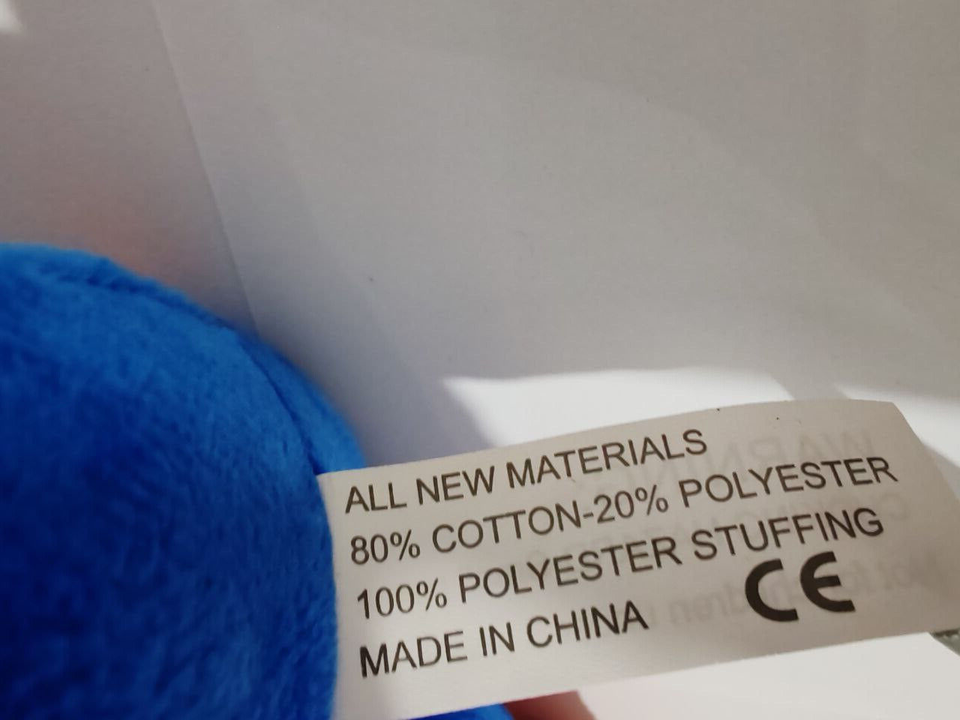 ALL NEW MATERIALS
80% COTTON-20% POLYESTER
100% POLYESTER STUFFING
MADE IN CHINA CE